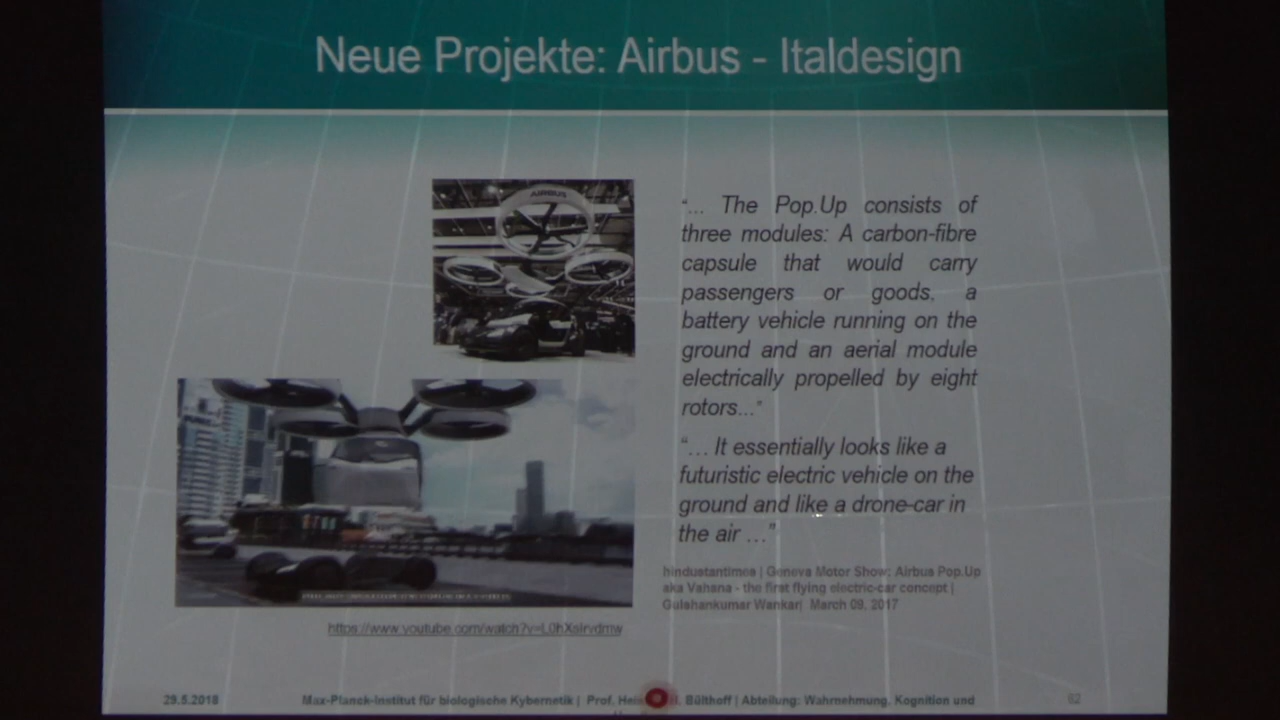 Neue Projekte: Airbus - Italdesign
AIRBUS
"... The Pop.Up consists of
three modules: A carbon-fibre
capsule that would carry
passengers or goods, a
battery vehicle running on the
ground and an aerial module
electrically propelled by eight
rotors..."
"... It essentially looks like a
futuristic electric vehicle on the
ground and like a drone-car in
the air ..."
hindustantimes | Geneva Motor Show: Airbus Pop.Up
aka Vahana - the first flying electric-car concept |
Gulshankumar Wankar| March 09, 2017
https://www.youtube.com/watch?v=
29.5.2018
Max-Planck-Institut für biologische Kybernetik | Prof. H. Bülthoff | Abteilung: Wahrnehmung, Kognition und
62